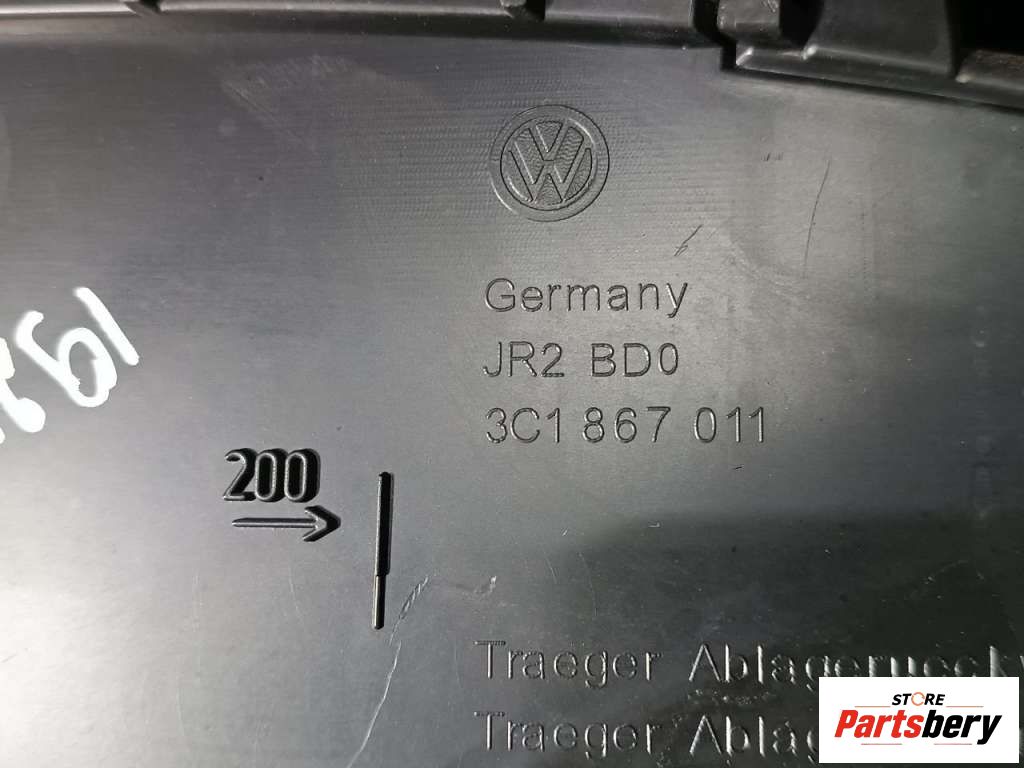 Germany
JR2 BD0
3C1 867 011
200
Traeger
Traeger
STORE
Partsbery